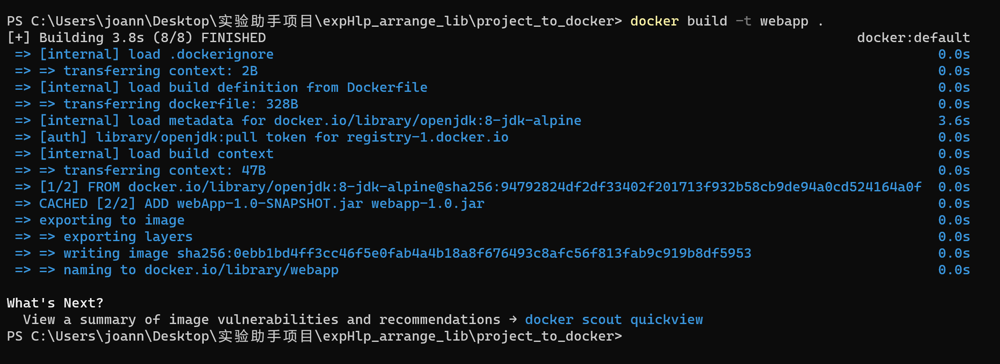 PS C:\Users\joann\Desktop\实验助手项目\expHlp_arrange_lib\project_to_docker> docker build -t webapp .
[+] Building 3.8s (8/8) FINISHED docker:default
=> [internal] load .dockerignore 0.0s
=> => transferring context: 2B 0.0s
=> [internal] load build definition from Dockerfile 0.0s
=> => transferring dockerfile: 328B 0.0s
=> [internal] load metadata for docker.io/library/openjdk:8-jdk-alpine 3.6s
=> [auth] library/openjdk:pull token for registry-1.docker.io 0.0s
=> [internal] load build context 0.0s
=> => transferring context: 47B 0.0s
=> [1/2] FROM docker.io/library/openjdk:8-jdk-alpine@sha256:94792824df2df33402f201713f932b58cb9de94a0cd524164a0f 0.0s
=> CACHED [2/2] ADD webApp-1.0-SNAPSHOT.jar webapp-1.0.jar 0.0s
=> exporting to image 0.0s
=> => exporting layers 0.0s
=> => writing image sha256:0ebb1bd4ff3cc46f5e0fab4a4b18a8f676493c8afc56f813fab9c919b8df5953 0.0s
=> => naming to docker.io/library/webapp 0.0s
What's Next?
View a summary of image vulnerabilities and recommendations → docker scout quickview
PS C:\Users\joann\Desktop\实验助手项目\expHlp_arrange_lib\project_to_docker>